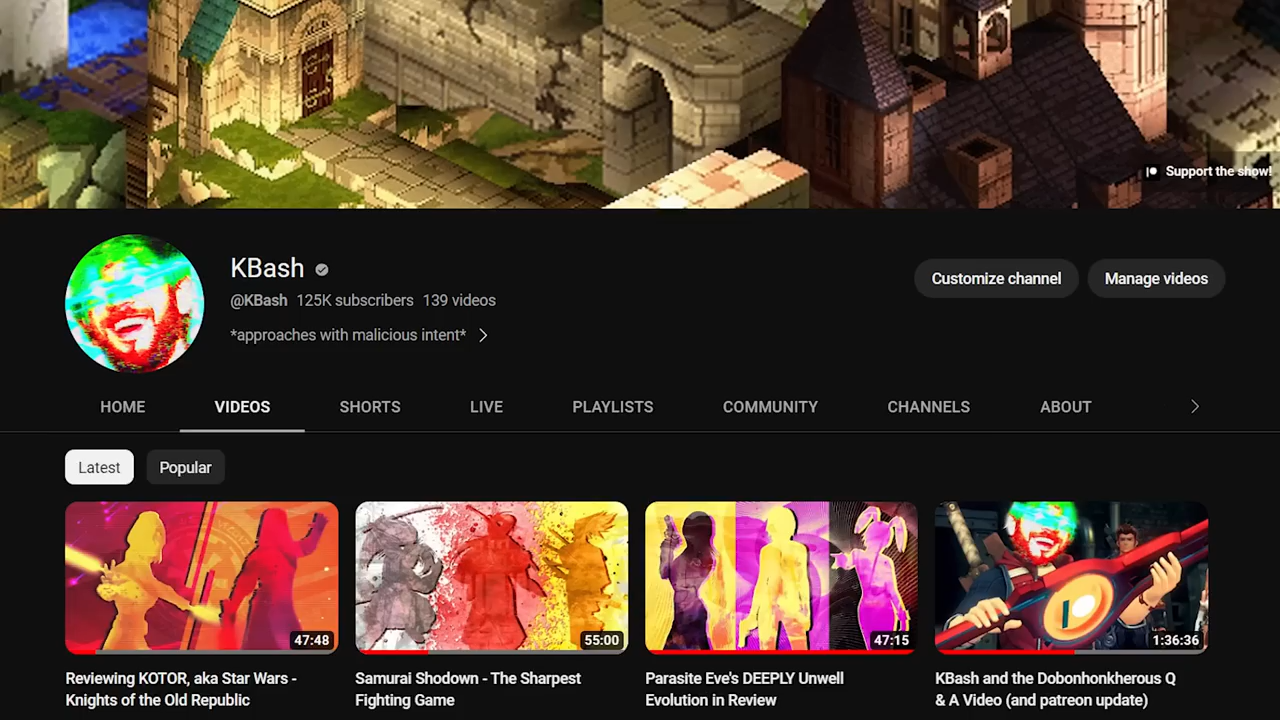 Support the show!
KBash
@KBash 125K subscribers 139 videos
*approaches with malicious intent*
Customize channel
Manage videos
HOME VIDEOS SHORTS LIVE PLAYLISTS COMMUNITY CHANNELS ABOUT
Latest Popular
47:48
55:00
47:15
1:36:36
Reviewing KOTOR, aka Star Wars -
Knights of the Old Republic
Samurai Shodown - The Sharpest
Fighting Game
Parasite Eve's DEEPLY Unwell
Evolution in Review
KBash and the Dobonhonkherous Q
& A Video (and patreon update)